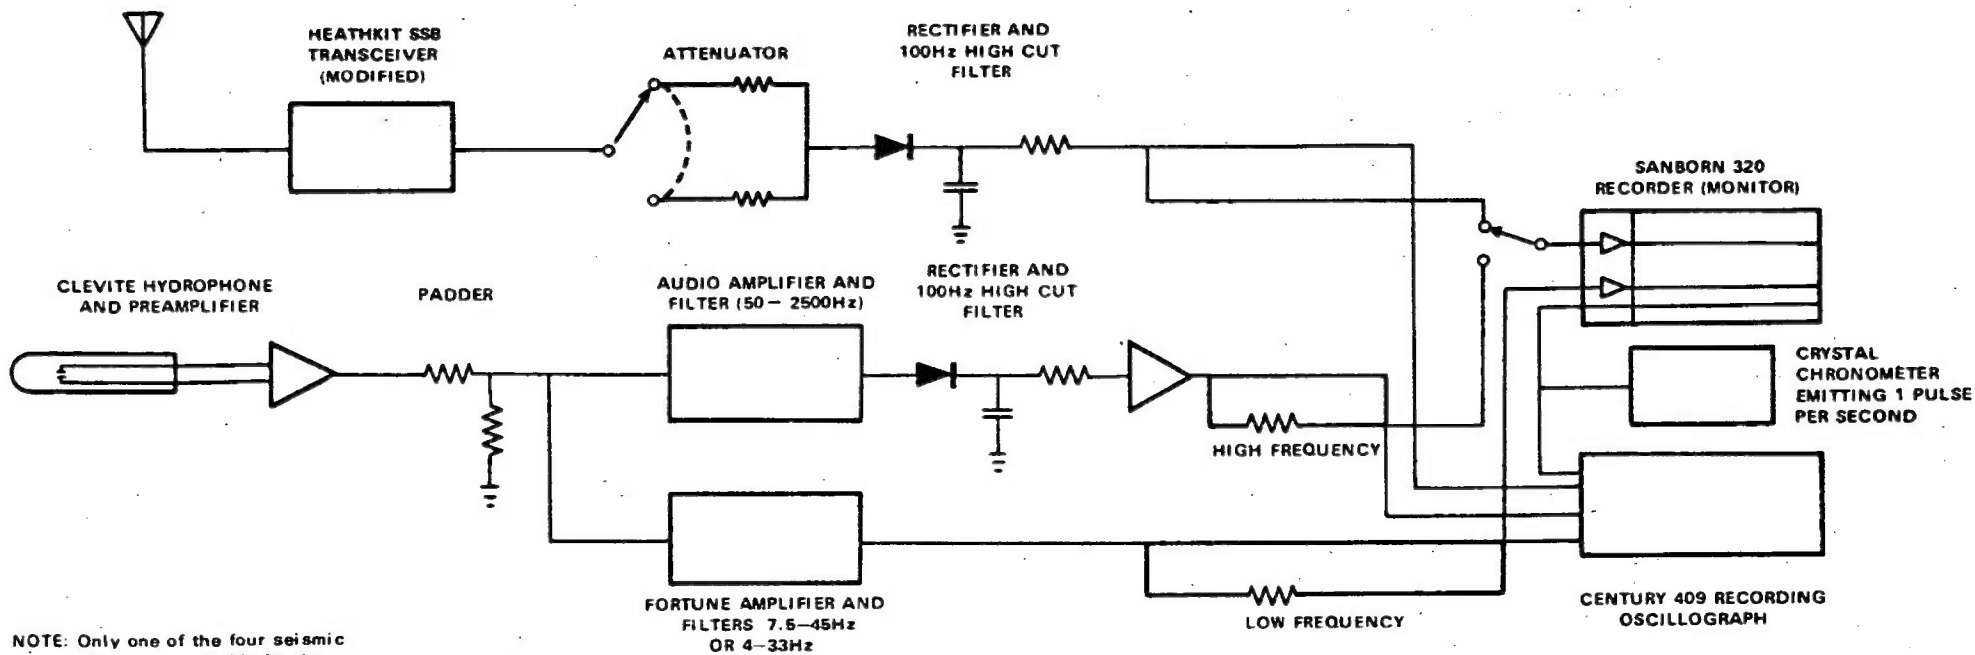 HEATHKIT SSB
TRANSCEIVER
(MODIFIED)
ATTENUATOR
RECTIFIER AND
100Hz HIGH CUT
FILTER
SANBORN 320
RECORDER (MONITOR)
CLEVITE HYDROPHONE
AND PREAMPLIFIER
PADDER
AUDIO AMPLIFIER AND
FILTER (50 – 2500Hz)
RECTIFIER AND
100Hz HIGH CUT
FILTER
CRYSTAL
CHRONOMETER
EMITTING 1 PULSE
PER SECOND
HIGH FREQUENCY
FORTUNE AMPLIFIER AND
FILTERS 7.5–45Hz
OR 4–33Hz
LOW FREQUENCY
CENTURY 409 RECORDING
OSCILLOGRAPH
NOTE: Only one of the four seismic